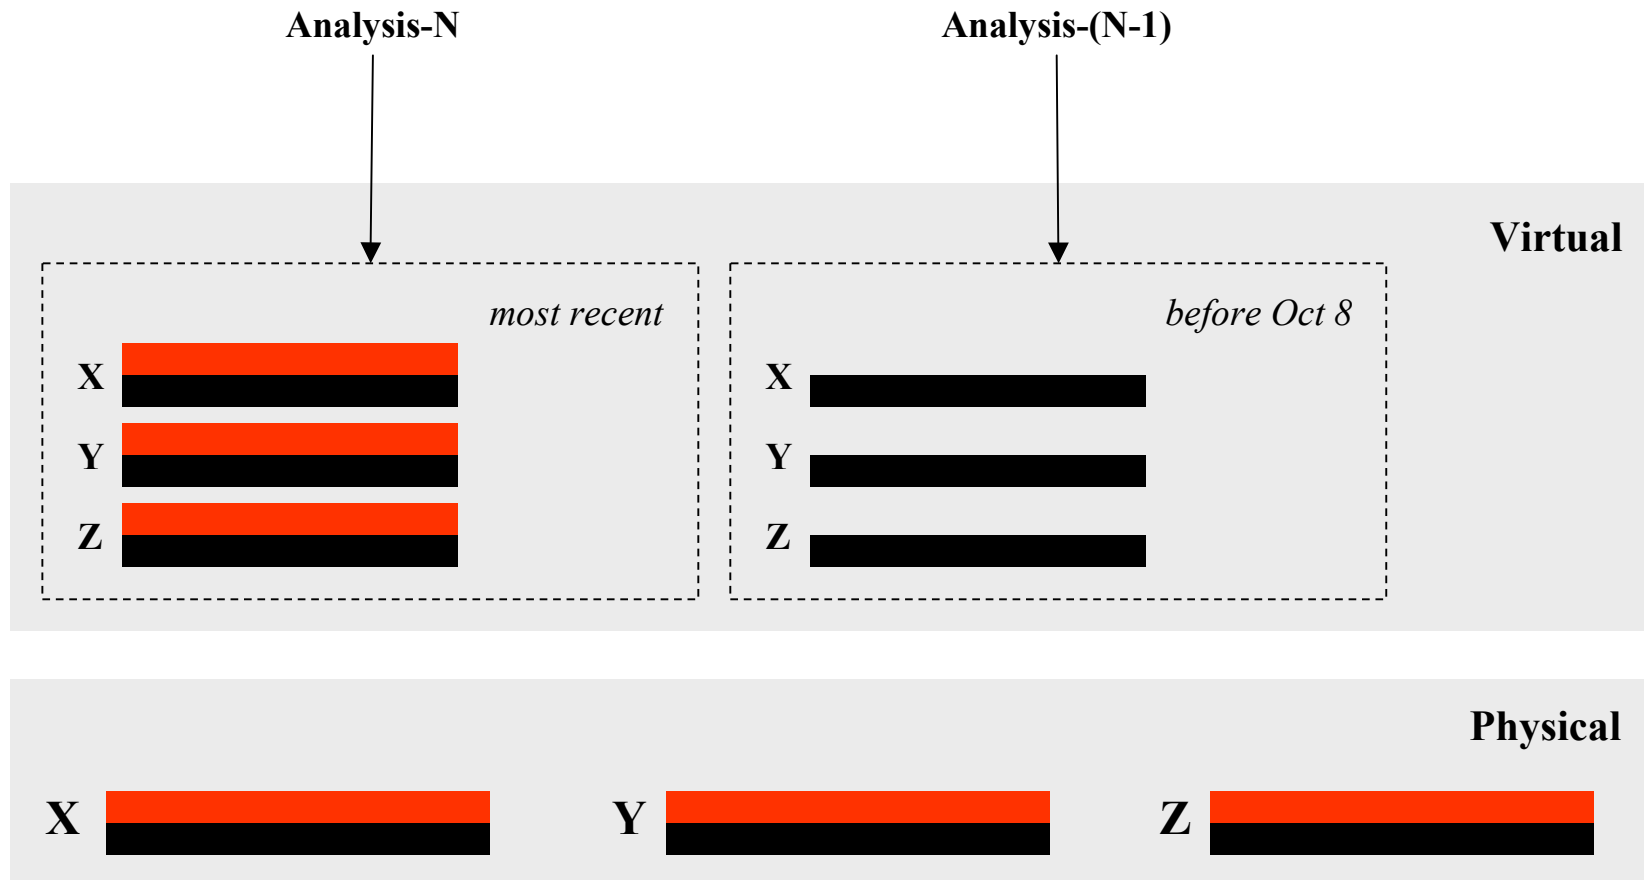 Analysis-N
Analysis-(N-1)
Virtual
most recent
X
Y
Z
before Oct 8
X
Y
Z
Physical
X
Y
Z